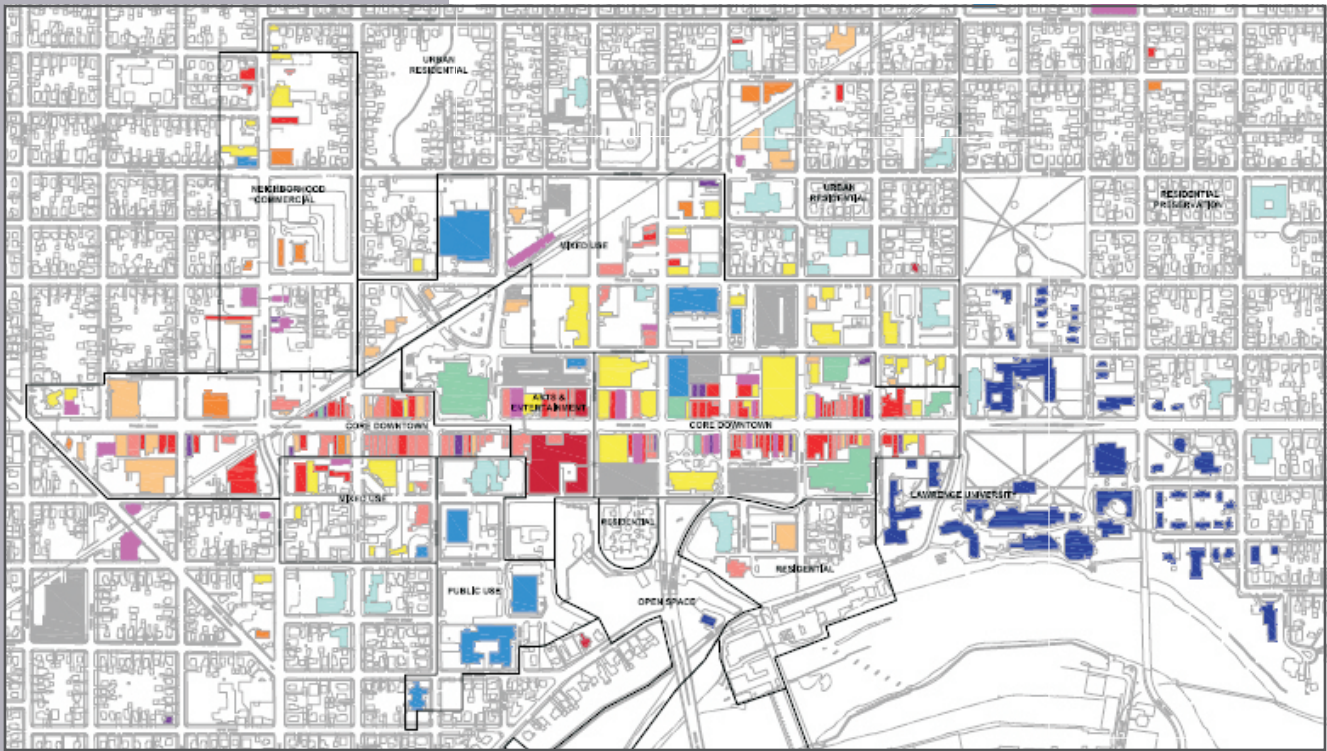 URBAN
RESIDENTIAL
NEIGHBORHOOD
COMMERCIAL
URBAN
RESIDENTIAL
RESIDENTIAL
PRESERVATION
MIXED USE
ARTS &
ENTERTAINMENT
CORE DOWNTOWN
CORE DOWNTOWN
MIXED USE
LAWRENCE UNIVERSITY
RESIDENTIAL
RESIDENTIAL
PUBLIC USE
OPEN SPACE